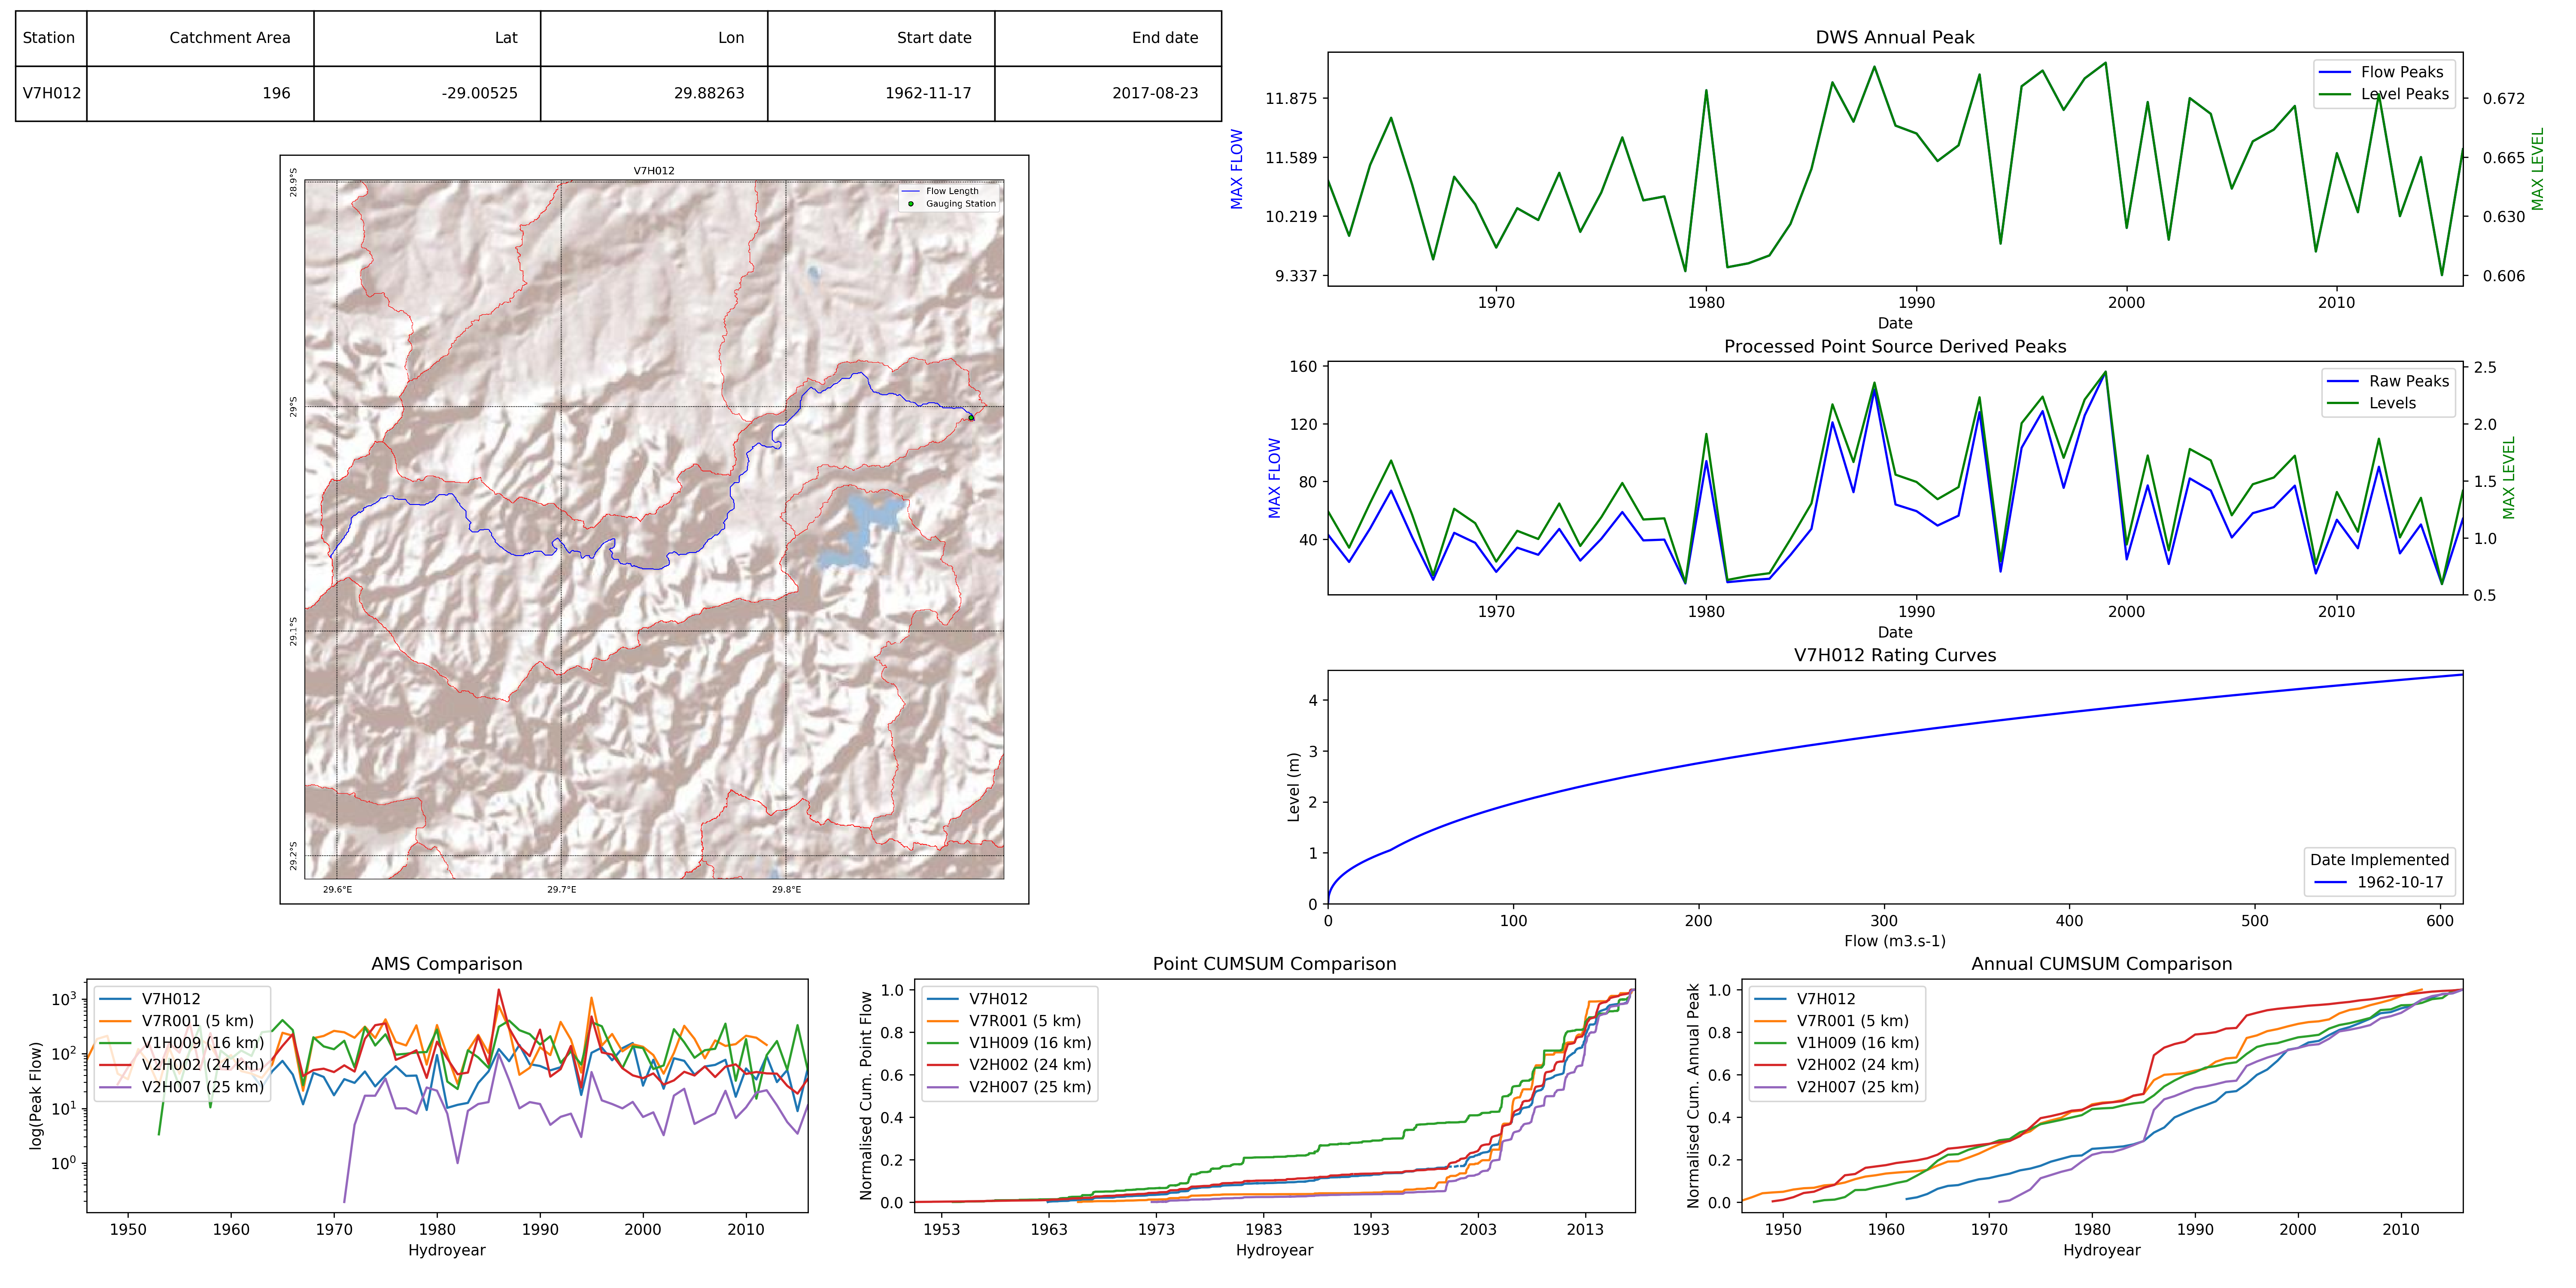 Station Catchment Area Lat Lon Start date End date
V7H012 196 -29.00525 29.88263 1962-11-17 2017-08-23
V7H012
Flow Length
Gauging Station
28.9°S
29°S
29.1°S
29.2°S
29.6°E 29.7°E 29.8°E
DWS Annual Peak
Flow Peaks
Level Peaks
MAX FLOW
11.875
11.589
10.219
9.337
0.672
0.665
0.630
0.606
MAX LEVEL
1970 1980 1990 2000 2010
Date
Processed Point Source Derived Peaks
Raw Peaks
Levels
MAX FLOW
160
120
80
40
2.5
2.0
1.5
1.0
0.5
MAX LEVEL
1970 1980 1990 2000 2010
Date
V7H012 Rating Curves
Level (m)
4
3
2
1
0
Date Implemented
1962-10-17
0 100 200 300 400 500 600
Flow (m3.s-1)
AMS Comparison
V7H012
V7R001 (5 km)
V1H009 (16 km)
V2H002 (24 km)
V2H007 (25 km)
log(Peak Flow)
10³
10²
10¹
10⁰
1950 1960 1970 1980 1990 2000 2010
Hydroyear
Point CUMSUM Comparison
V7H012
V7R001 (5 km)
V1H009 (16 km)
V2H002 (24 km)
V2H007 (25 km)
Normalised Cum. Point Flow
1.0
0.8
0.6
0.4
0.2
0.0
1953 1963 1973 1983 1993 2003 2013
Hydroyear
Annual CUMSUM Comparison
V7H012
V7R001 (5 km)
V1H009 (16 km)
V2H002 (24 km)
V2H007 (25 km)
Normalised Cum. Annual Peak
1.0
0.8
0.6
0.4
0.2
0.0
1950 1960 1970 1980 1990 2000 2010
Hydroyear